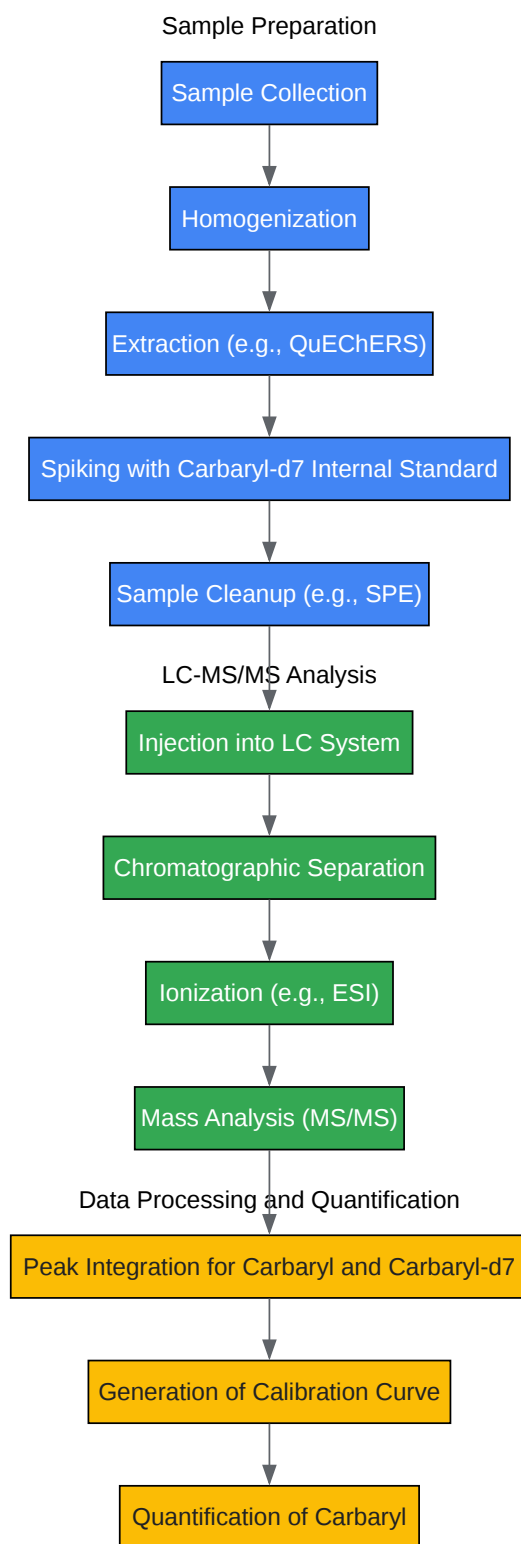 Sample Preparation
Sample Collection
Homogenization
Extraction (e.g., QuEChERS)
Spiking with Carbaryl-d7 Internal Standard
Sample Cleanup (e.g., SPE)
LC-MS/MS Analysis
Injection into LC System
Chromatographic Separation
Ionization (e.g., ESI)
Mass Analysis (MS/MS)
Data Processing and Quantification
Peak Integration for Carbaryl and Carbaryl-d7
Generation of Calibration Curve
Quantification of Carbaryl